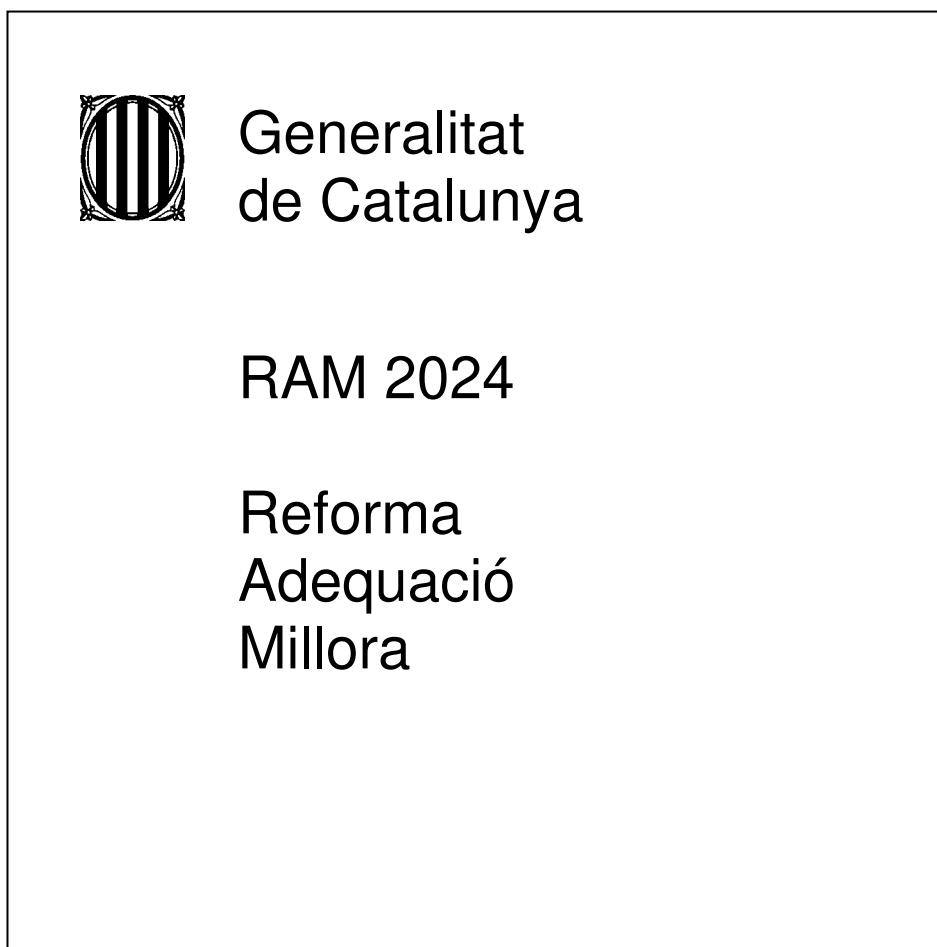 Generalitat
de Catalunya
RAM 2024
Reforma
Adequació
Millora